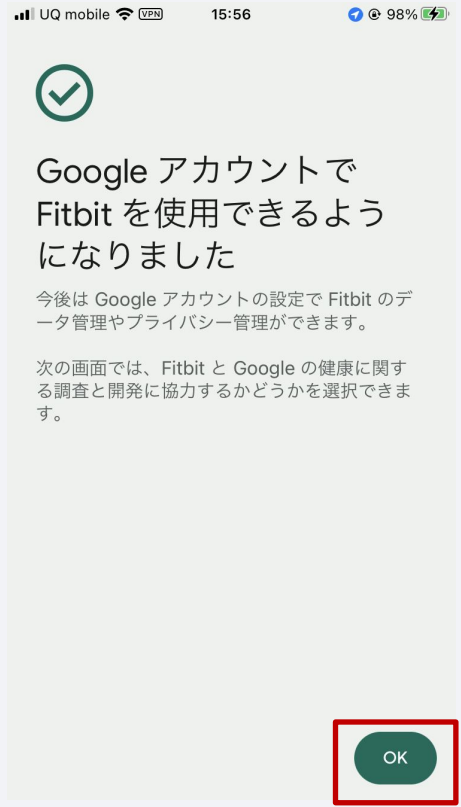 UQ mobile VPN 15:56 98%
Google アカウントで
Fitbit を使用できるよう
になりました
今後は Google アカウントの設定で Fitbit のデ
ータ管理やプライバシー管理ができます。
次の画面では、Fitbit と Google の健康に関す
る調査と開発に協力するかどうかを選択できま
す。
OK